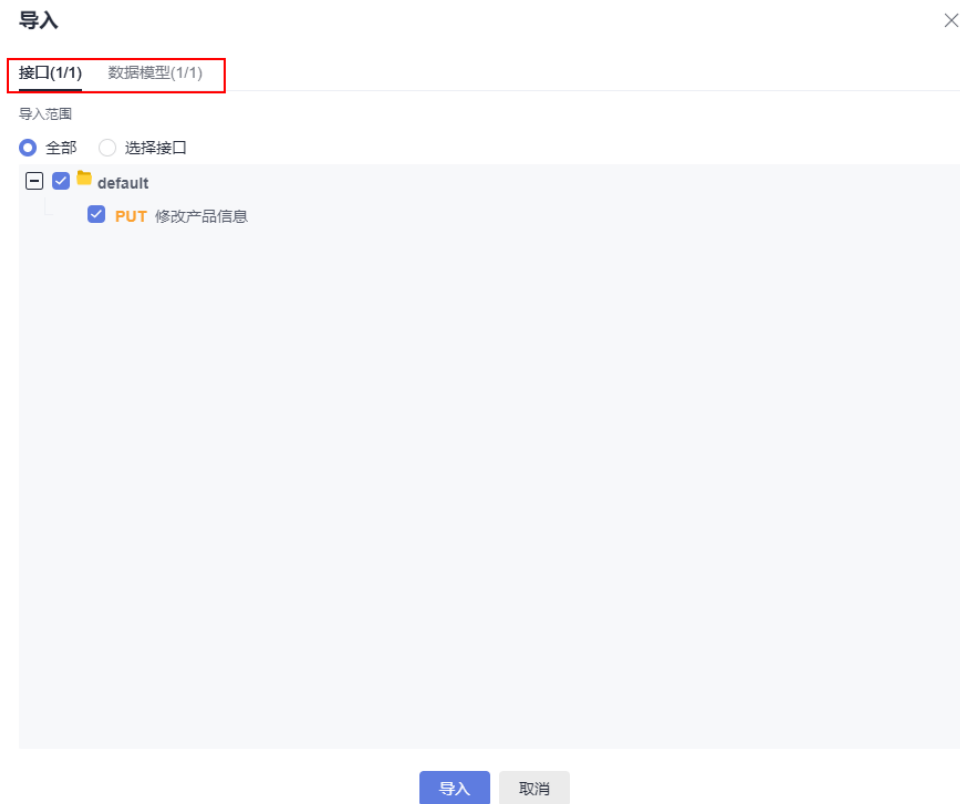 导入
接口(1/1) 数据模型(1/1)
导入范围
全部 选择接口
default
PUT 修改产品信息
导入 取消